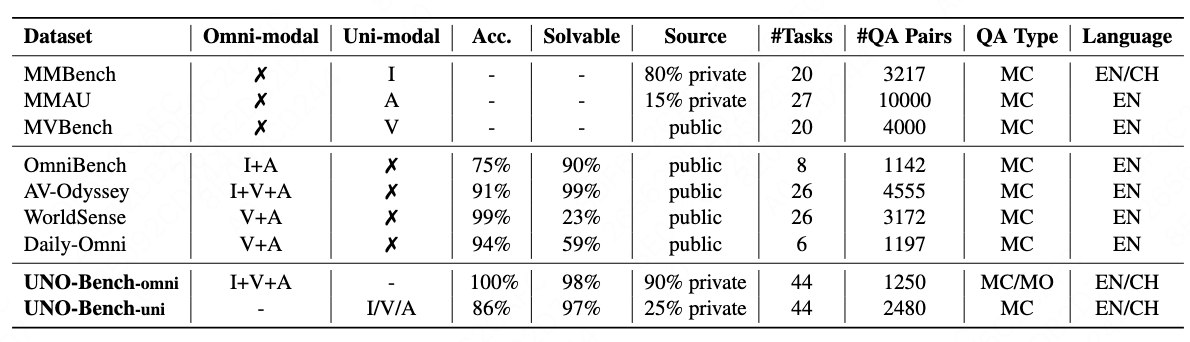 Dataset Omni-modal Uni-modal Acc. Solvable Source #Tasks #QA Pairs QA Type Language
MMBench ✗ I - - 80% private 20 3217 MC EN/CH
MMAU ✗ A - - 15% private 27 10000 MC EN
MVBench ✗ V - - public 20 4000 MC EN
OmniBench I+A ✗ 75% 90% public 8 1142 MC EN
AV-Odyssey I+V+A ✗ 91% 99% public 26 4555 MC EN
WorldSense V+A ✗ 99% 23% public 26 3172 MC EN
Daily-Omni V+A ✗ 94% 59% public 6 1197 MC EN
UNO-Bench-omni I+V+A - 100% 98% 90% private 44 1250 MC/MO EN/CH
UNO-Bench-uni - I/V/A 86% 97% 25% private 44 2480 MC EN/CH